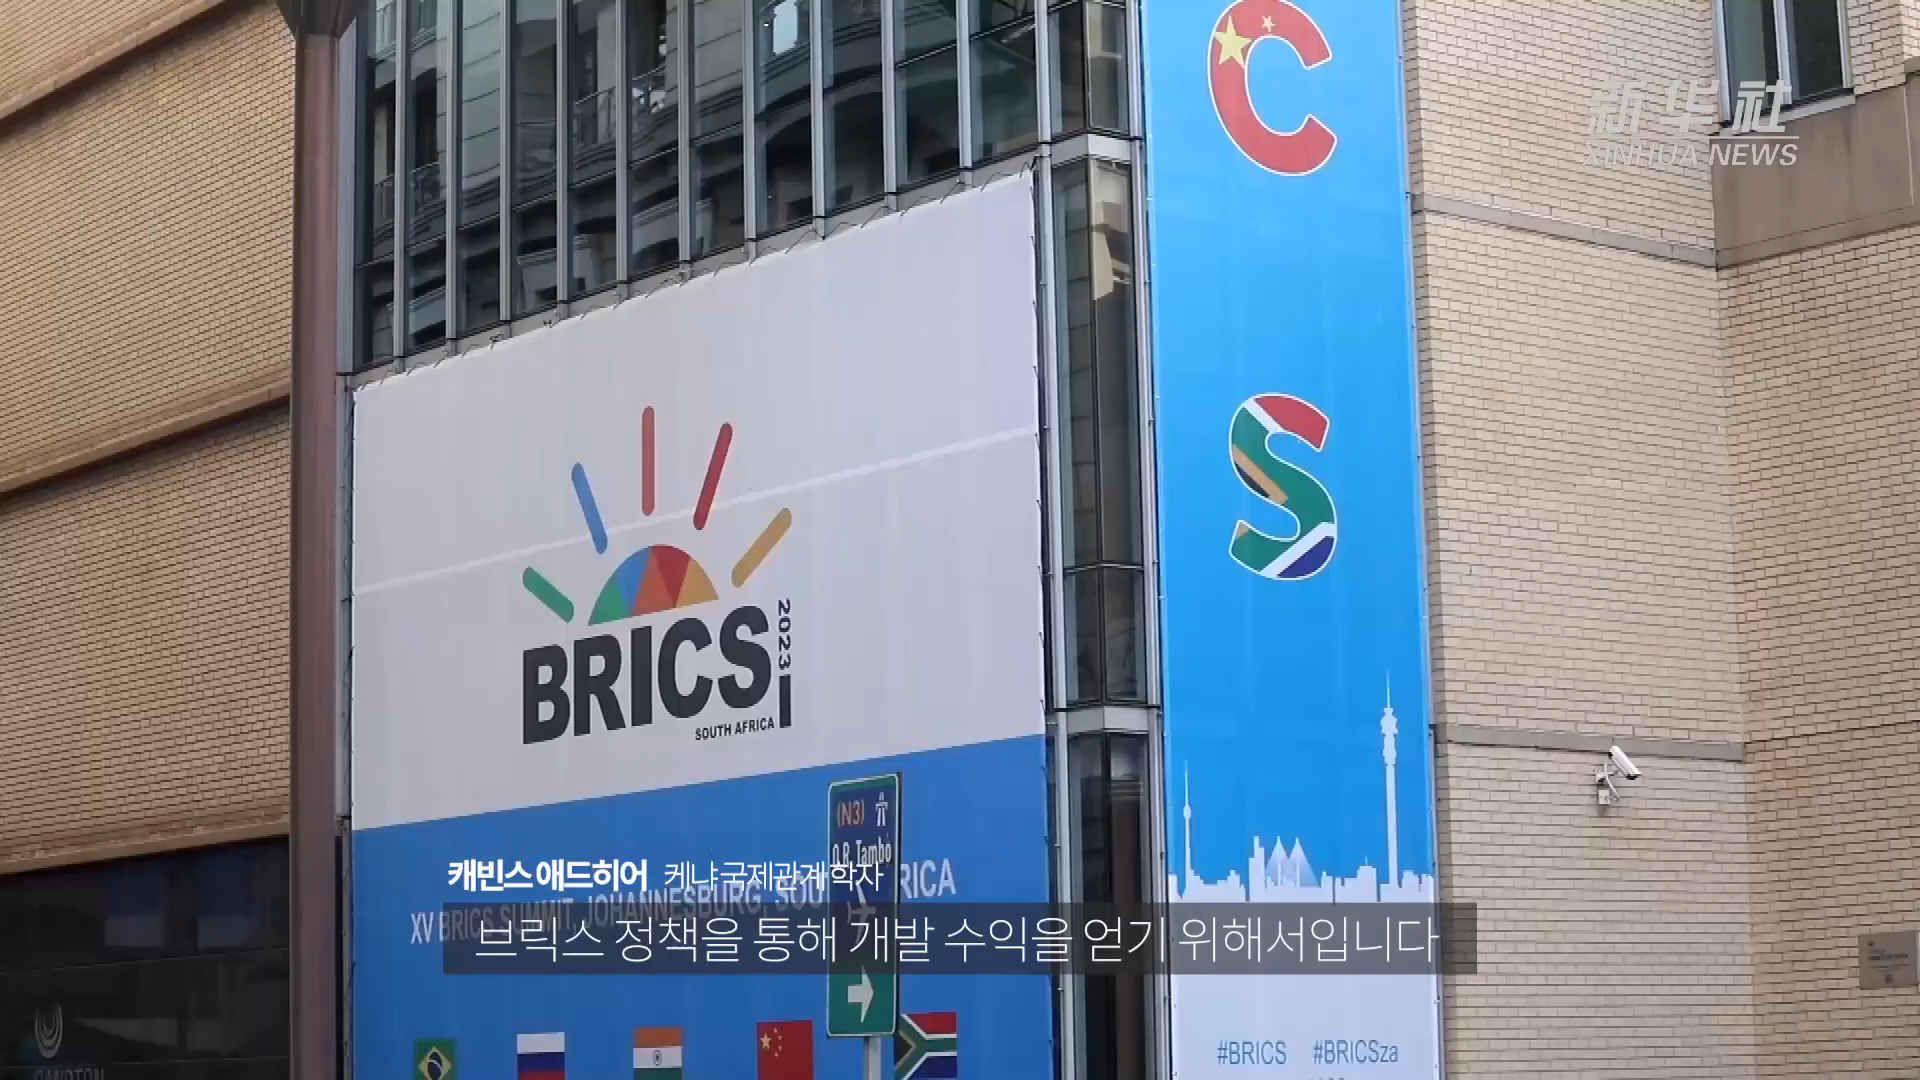 C
新华社
XINHUA NEWS
S
BRICS
2023
SOUTH AFRICA
(N3)
O.R. Tambo
캐빈스 애드히어 케냐 국제관계학자
XV BRICS SUMMIT, JOHANNESBURG, SOU RICA
브릭스 정책을 통해 개발 수익을 얻기 위해서입니다
#BRICS #BRICSza